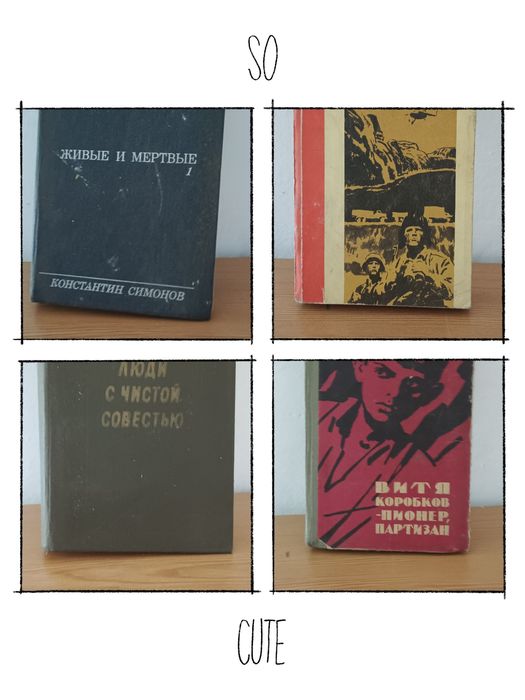 SO
ЖИВЫЕ И МЕРТВЫЕ
1
КОНСТАНТИН СИМОНОВ
ЛЮДИ
С ЧИСТОЙ
СОВЕСТЬЮ
ВИТЯ
КОРОБКОВ
-ПИОНЕР,
ПАРТИЗАН
CUTE